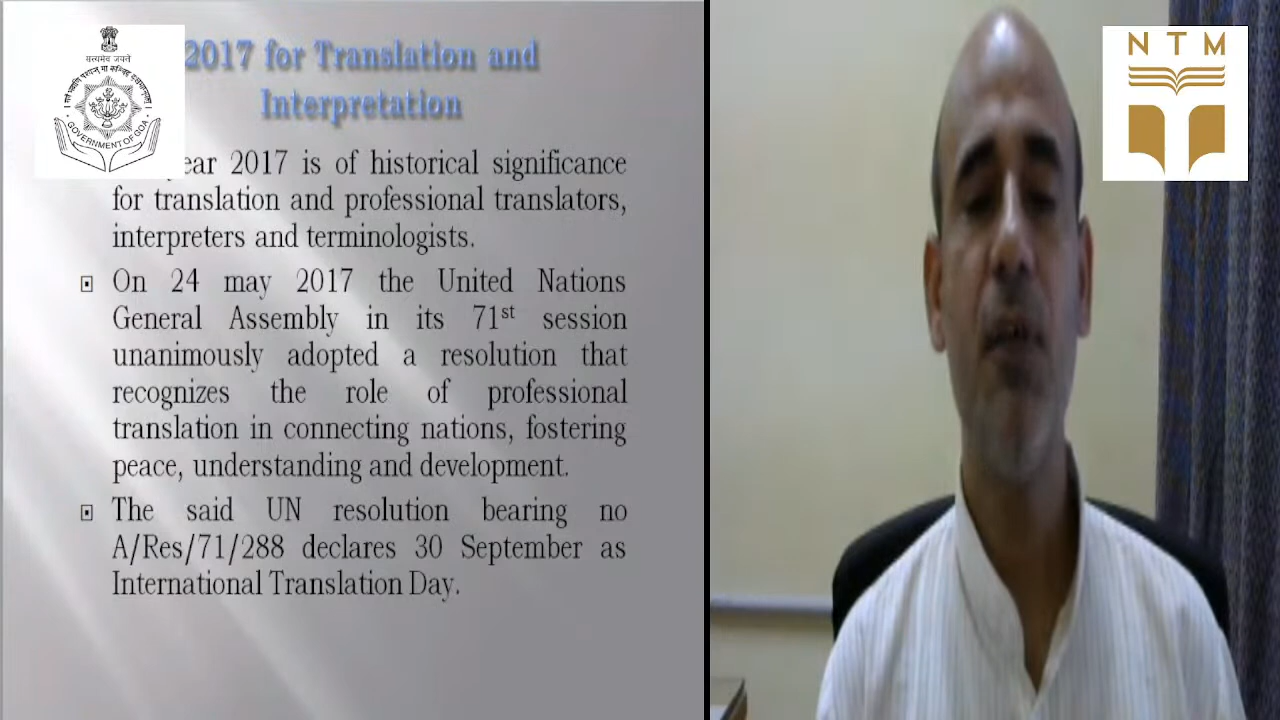 सत्यमेव जयते
GOVERNMENT OF GOA
2017 for Translation and
Interpretation
year 2017 is of historical significance
for translation and professional translators,
interpreters and terminologists.
On 24 may 2017 the United Nations
General Assembly in its 71st session
unanimously adopted a resolution that
recognizes the role of professional
translation in connecting nations, fostering
peace, understanding and development.
The said UN resolution bearing no
A/Res/71/288 declares 30 September as
International Translation Day.
NTM